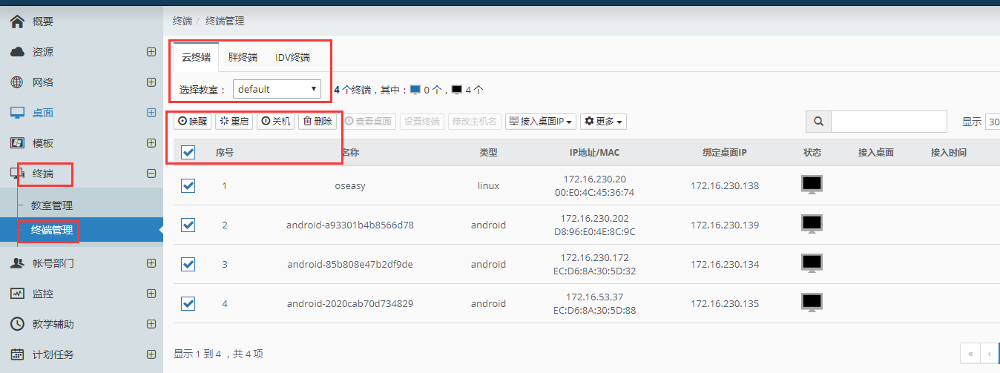 概要
资源
网络
桌面
模板
终端
教室管理
终端管理
帐号部门
监控
教学辅助
计划任务
终端 / 终端管理
云终端 胖终端 IDV终端
选择教室： default 4 个终端，其中： 0 个， 4 个
唤醒 重启 关机 删除 查看桌面 设置终端 修改主机名 接入桌面IP 更多 显示 30
序号 名称 类型 IP地址/MAC 绑定桌面IP 状态 接入桌面 接入时间
1 oseasy linux 172.16.230.20 172.16.230.138
00:E0:4C:45:36:74
2 android-a93301b4b8566d78 android 172.16.230.202 172.16.230.139
D8:96:E0:4E:8C:9C
3 android-85b808e47b2df9de android 172.16.230.172 172.16.230.134
EC:D6:8A:30:5D:32
4 android-2020cab70d734829 android 172.16.53.37 172.16.230.135
EC:D6:8A:30:5D:88
显示 1 到 4 ，共 4 项 « ‹